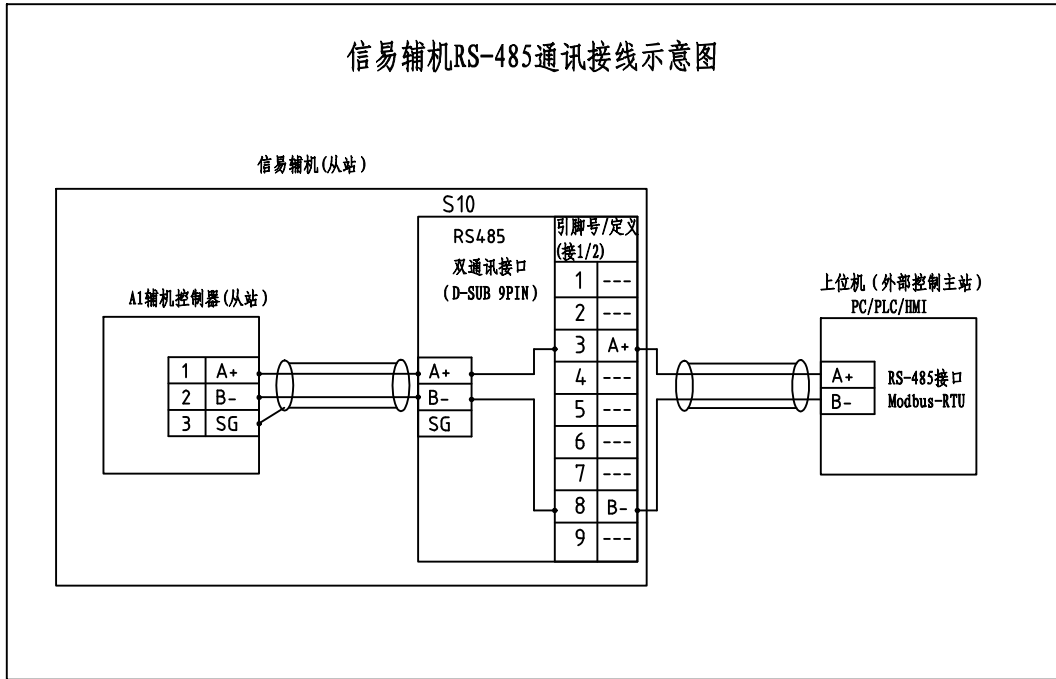 信易辅机RS-485通讯接线示意图
信易辅机(从站)
S10
RS485
双通讯接口
(D-SUB 9PIN)
引脚号/定义
(接1/2)
1 ---
2 ---
3 A+
4 ---
5 ---
6 ---
7 ---
8 B-
9 ---
A1辅机控制器(从站)
1 A+
2 B-
3 SG
A+
B-
SG
上位机(外部控制主站)
PC/PLC/HMI
A+
B-
RS-485接口
Modbus-RTU